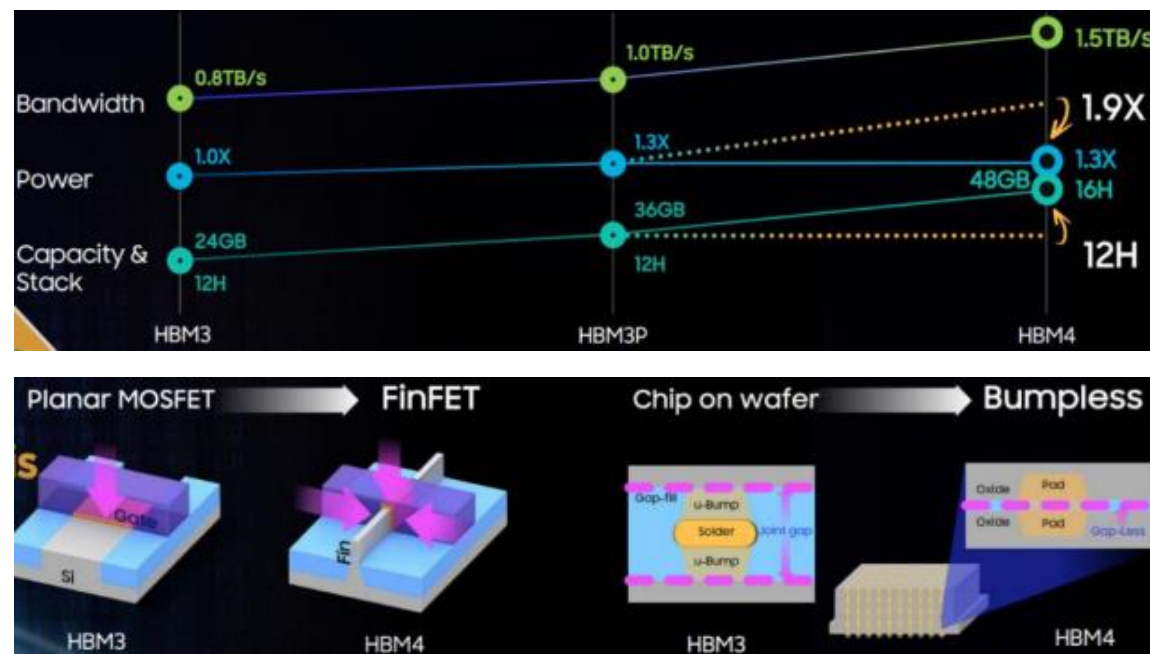 0.8TB/s
1.0TB/s
1.5TB/s
Bandwidth
1.9X
1.0X
1.3X
1.3X
Power
48GB
16H
36GB
24GB
Capacity &
Stack
12H
12H
12H
HBM3
HBM3P
HBM4
Planar MOSFET
FinFET
Chip on wafer
Bumpless
is
Gate
Si
Fin
HBM3
HBM4
Gap-fill
u-Bump
Solder
Joint gap
u-Bump
HBM3
Oxide
Pad
Oxide
Pad
Gap-Less
HBM4